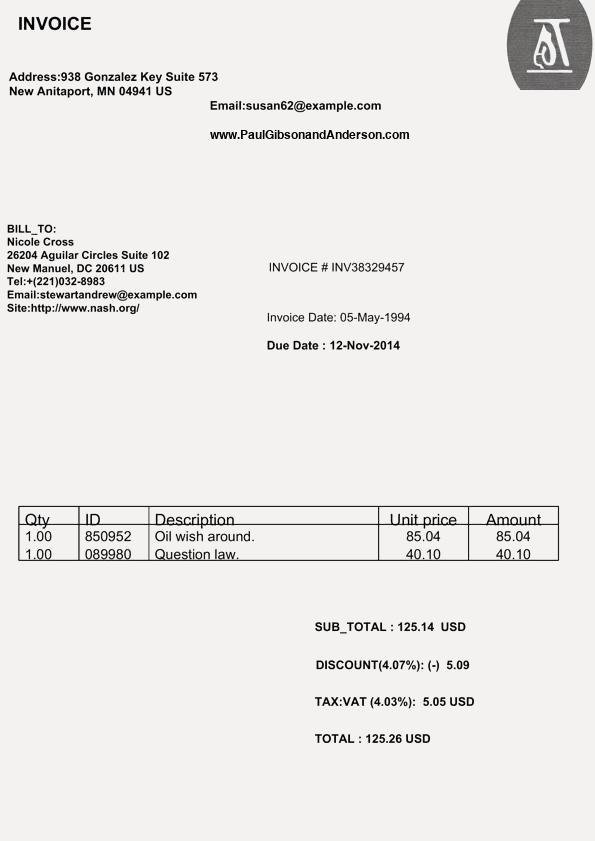 INVOICE
Address:938 Gonzalez Key Suite 573
New Anitaport, MN 04941 US
Email:susan62@example.com
www.PaulGibsonandAnderson.com
BILL_TO:
Nicole Cross
26204 Aguilar Circles Suite 102
New Manuel, DC 20611 US
Tel:+(221)032-8983
Email:stewartandrew@example.com
Site:http://www.nash.org/
INVOICE # INV38329457
Invoice Date: 05-May-1994
Due Date : 12-Nov-2014
Qty ID Description Unit price Amount
1.00 850952 Oil wish around. 85.04 85.04
1.00 089980 Question law. 40.10 40.10
SUB_TOTAL : 125.14 USD
DISCOUNT(4.07%): (-) 5.09
TAX:VAT (4.03%): 5.05 USD
TOTAL : 125.26 USD